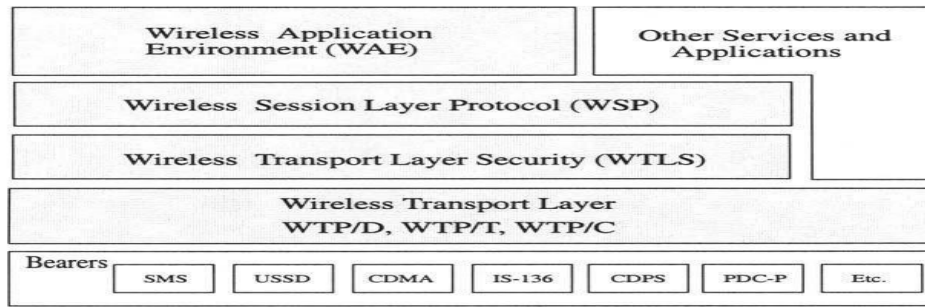 Wireless Application
Environment (WAE)
Other Services and
Applications
Wireless Session Layer Protocol (WSP)
Wireless Transport Layer Security (WTLS)
Wireless Transport Layer
WTP/D, WTP/T, WTP/C
Bearers
SMS
USSD
CDMA
IS-136
CDPS
PDC-P
Etc.